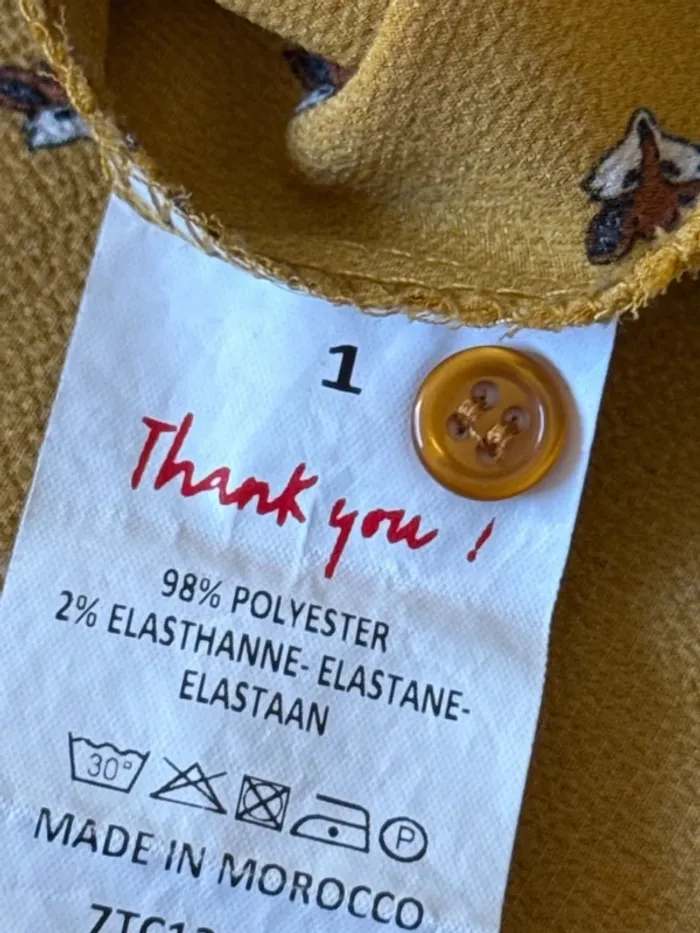 1
Thank you !
98% POLYESTER
2% ELASTHANNE- ELASTANE-
ELASTAAN
30°
P
MADE IN MOROCCO